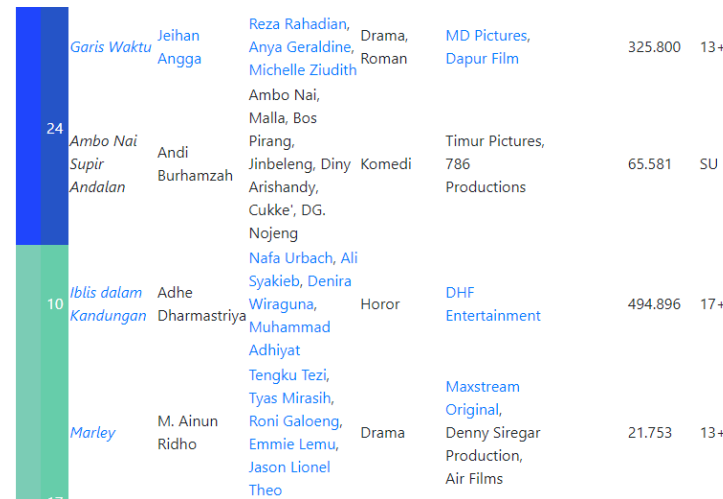 Garis Waktu
Jeihan
Angga
Reza Rahadian,
Anya Geraldine,
Michelle Ziudith
Drama,
Roman
MD Pictures,
Dapur Film
325.800
13+
24
Ambo Nai
Supir
Andalan
Andi
Burhamzah
Ambo Nai,
Malla, Bos
Pirang,
Jinbeleng, Diny
Arishandy,
Cukke', DG.
Nojeng
Komedi
Timur Pictures,
786
Productions
65.581
SU
10
Iblis dalam
Kandungan
Adhe
Dharmastriya
Nafa Urbach, Ali
Syakieb, Denira
Wiraguna,
Muhammad
Adhiyat
Horor
DHF
Entertainment
494.896
17+
Marley
M. Ainun
Ridho
Tengku Tezi,
Tyas Mirasih,
Roni Galoeng,
Emmie Lemu,
Jason Lionel
Theo
Drama
Maxstream
Original,
Denny Siregar
Production,
Air Films
21.753
13+